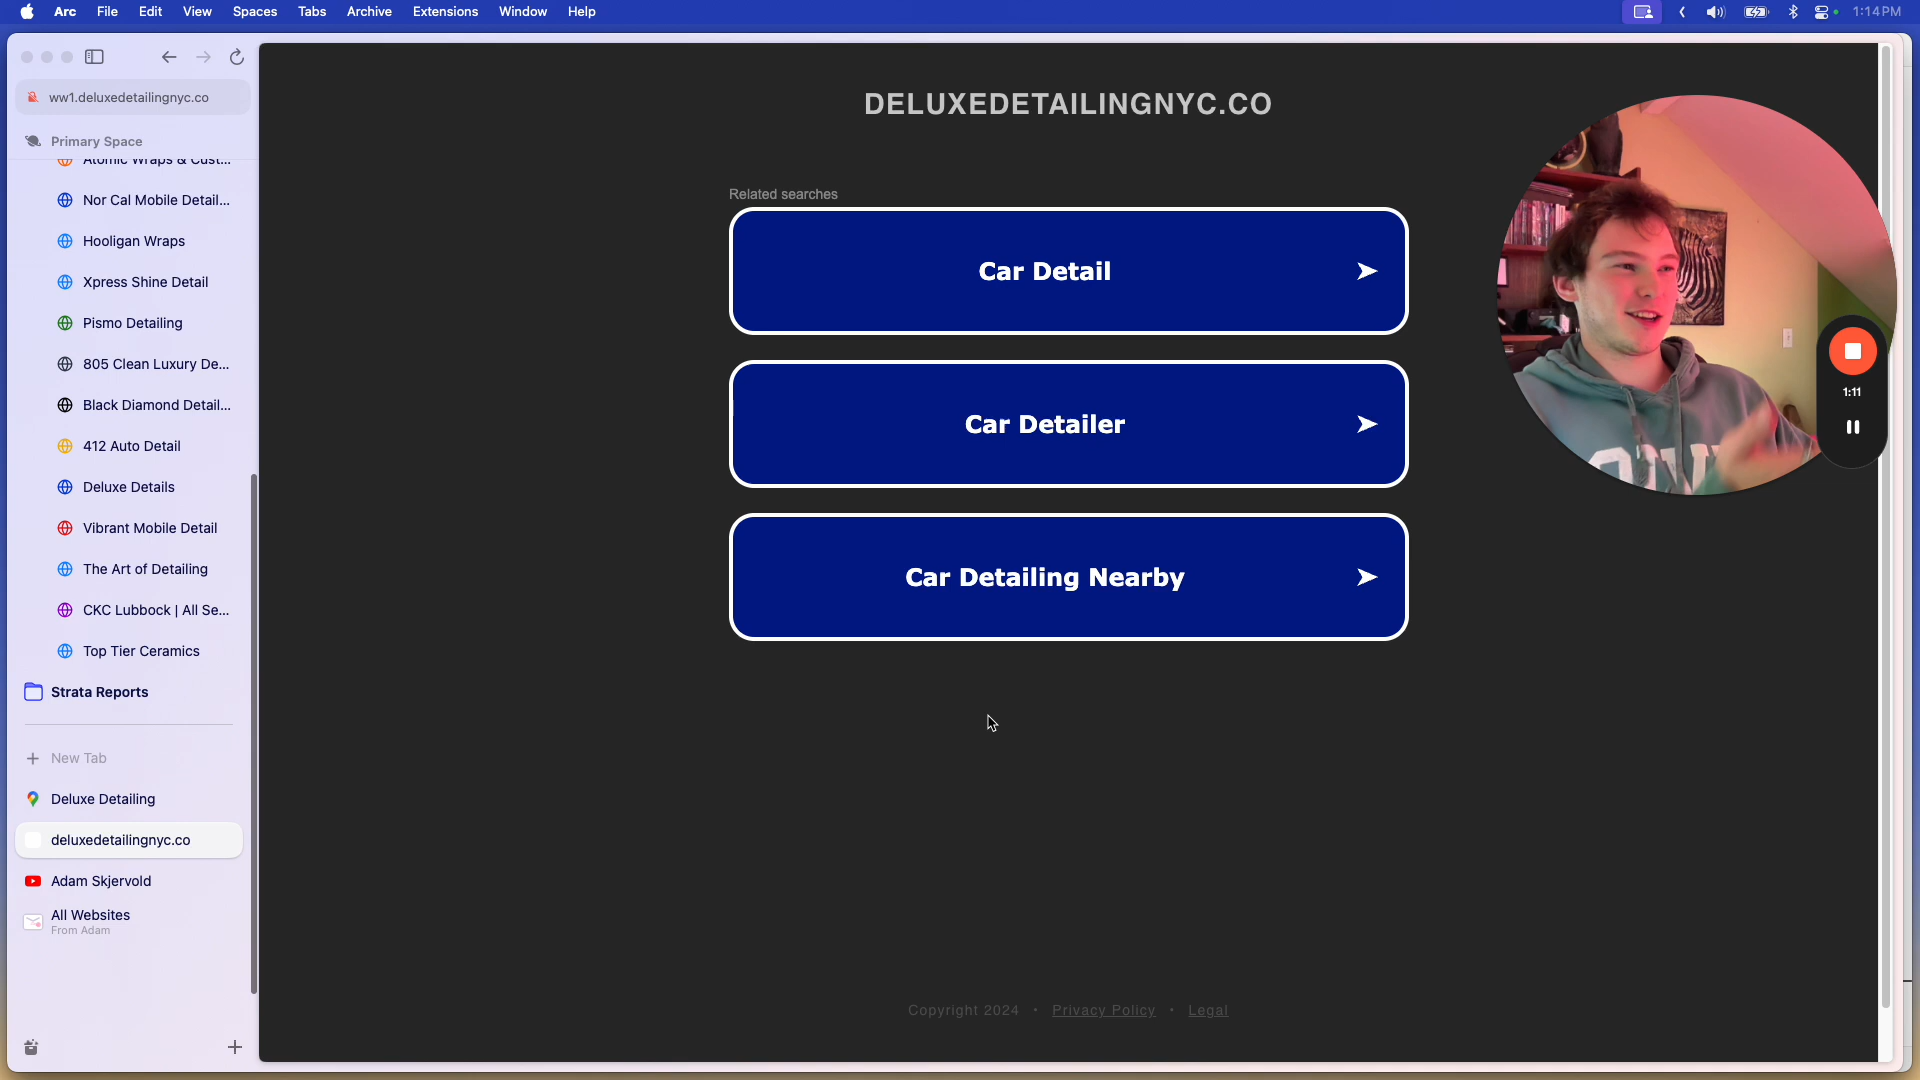 Arc File Edit View Spaces Tabs Archive Extensions Window Help
1:14PM
ww1.deluxedetailingnyc.co
Primary Space
Atomic Wraps & Cust...
Nor Cal Mobile Detail...
Hooligan Wraps
Xpress Shine Detail
Pismo Detailing
805 Clean Luxury De...
Black Diamond Detail...
412 Auto Detail
Deluxe Details
Vibrant Mobile Detail
The Art of Detailing
CKC Lubbock | All Se...
Top Tier Ceramics
Strata Reports
New Tab
Deluxe Detailing
deluxedetailingnyc.co
Adam Skjervold
All Websites
From Adam
DELUXEDETAILINGNYC.CO
Related searches
Car Detail
Car Detailer
Car Detailing Nearby
Copyright 2024 • Privacy Policy • Legal
1:11